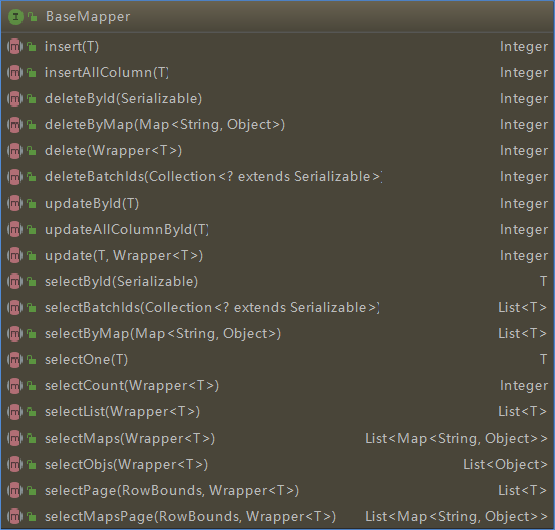 BaseMapper
insert(T) Integer
insertAllColumn(T) Integer
deleteById(Serializable) Integer
deleteByMap(Map<String, Object>) Integer
delete(Wrapper<T>) Integer
deleteBatchIds(Collection<? extends Serializable>) Integer
updateById(T) Integer
updateAllColumnById(T) Integer
update(T, Wrapper<T>) Integer
selectById(Serializable) T
selectBatchIds(Collection<? extends Serializable>) List<T>
selectByMap(Map<String, Object>) List<T>
selectOne(T) T
selectCount(Wrapper<T>) Integer
selectList(Wrapper<T>) List<T>
selectMaps(Wrapper<T>) List<Map<String, Object>>
selectObjs(Wrapper<T>) List<Object>
selectPage(RowBounds, Wrapper<T>) List<T>
selectMapsPage(RowBounds, Wrapper<T>) List<Map<String, Object>>